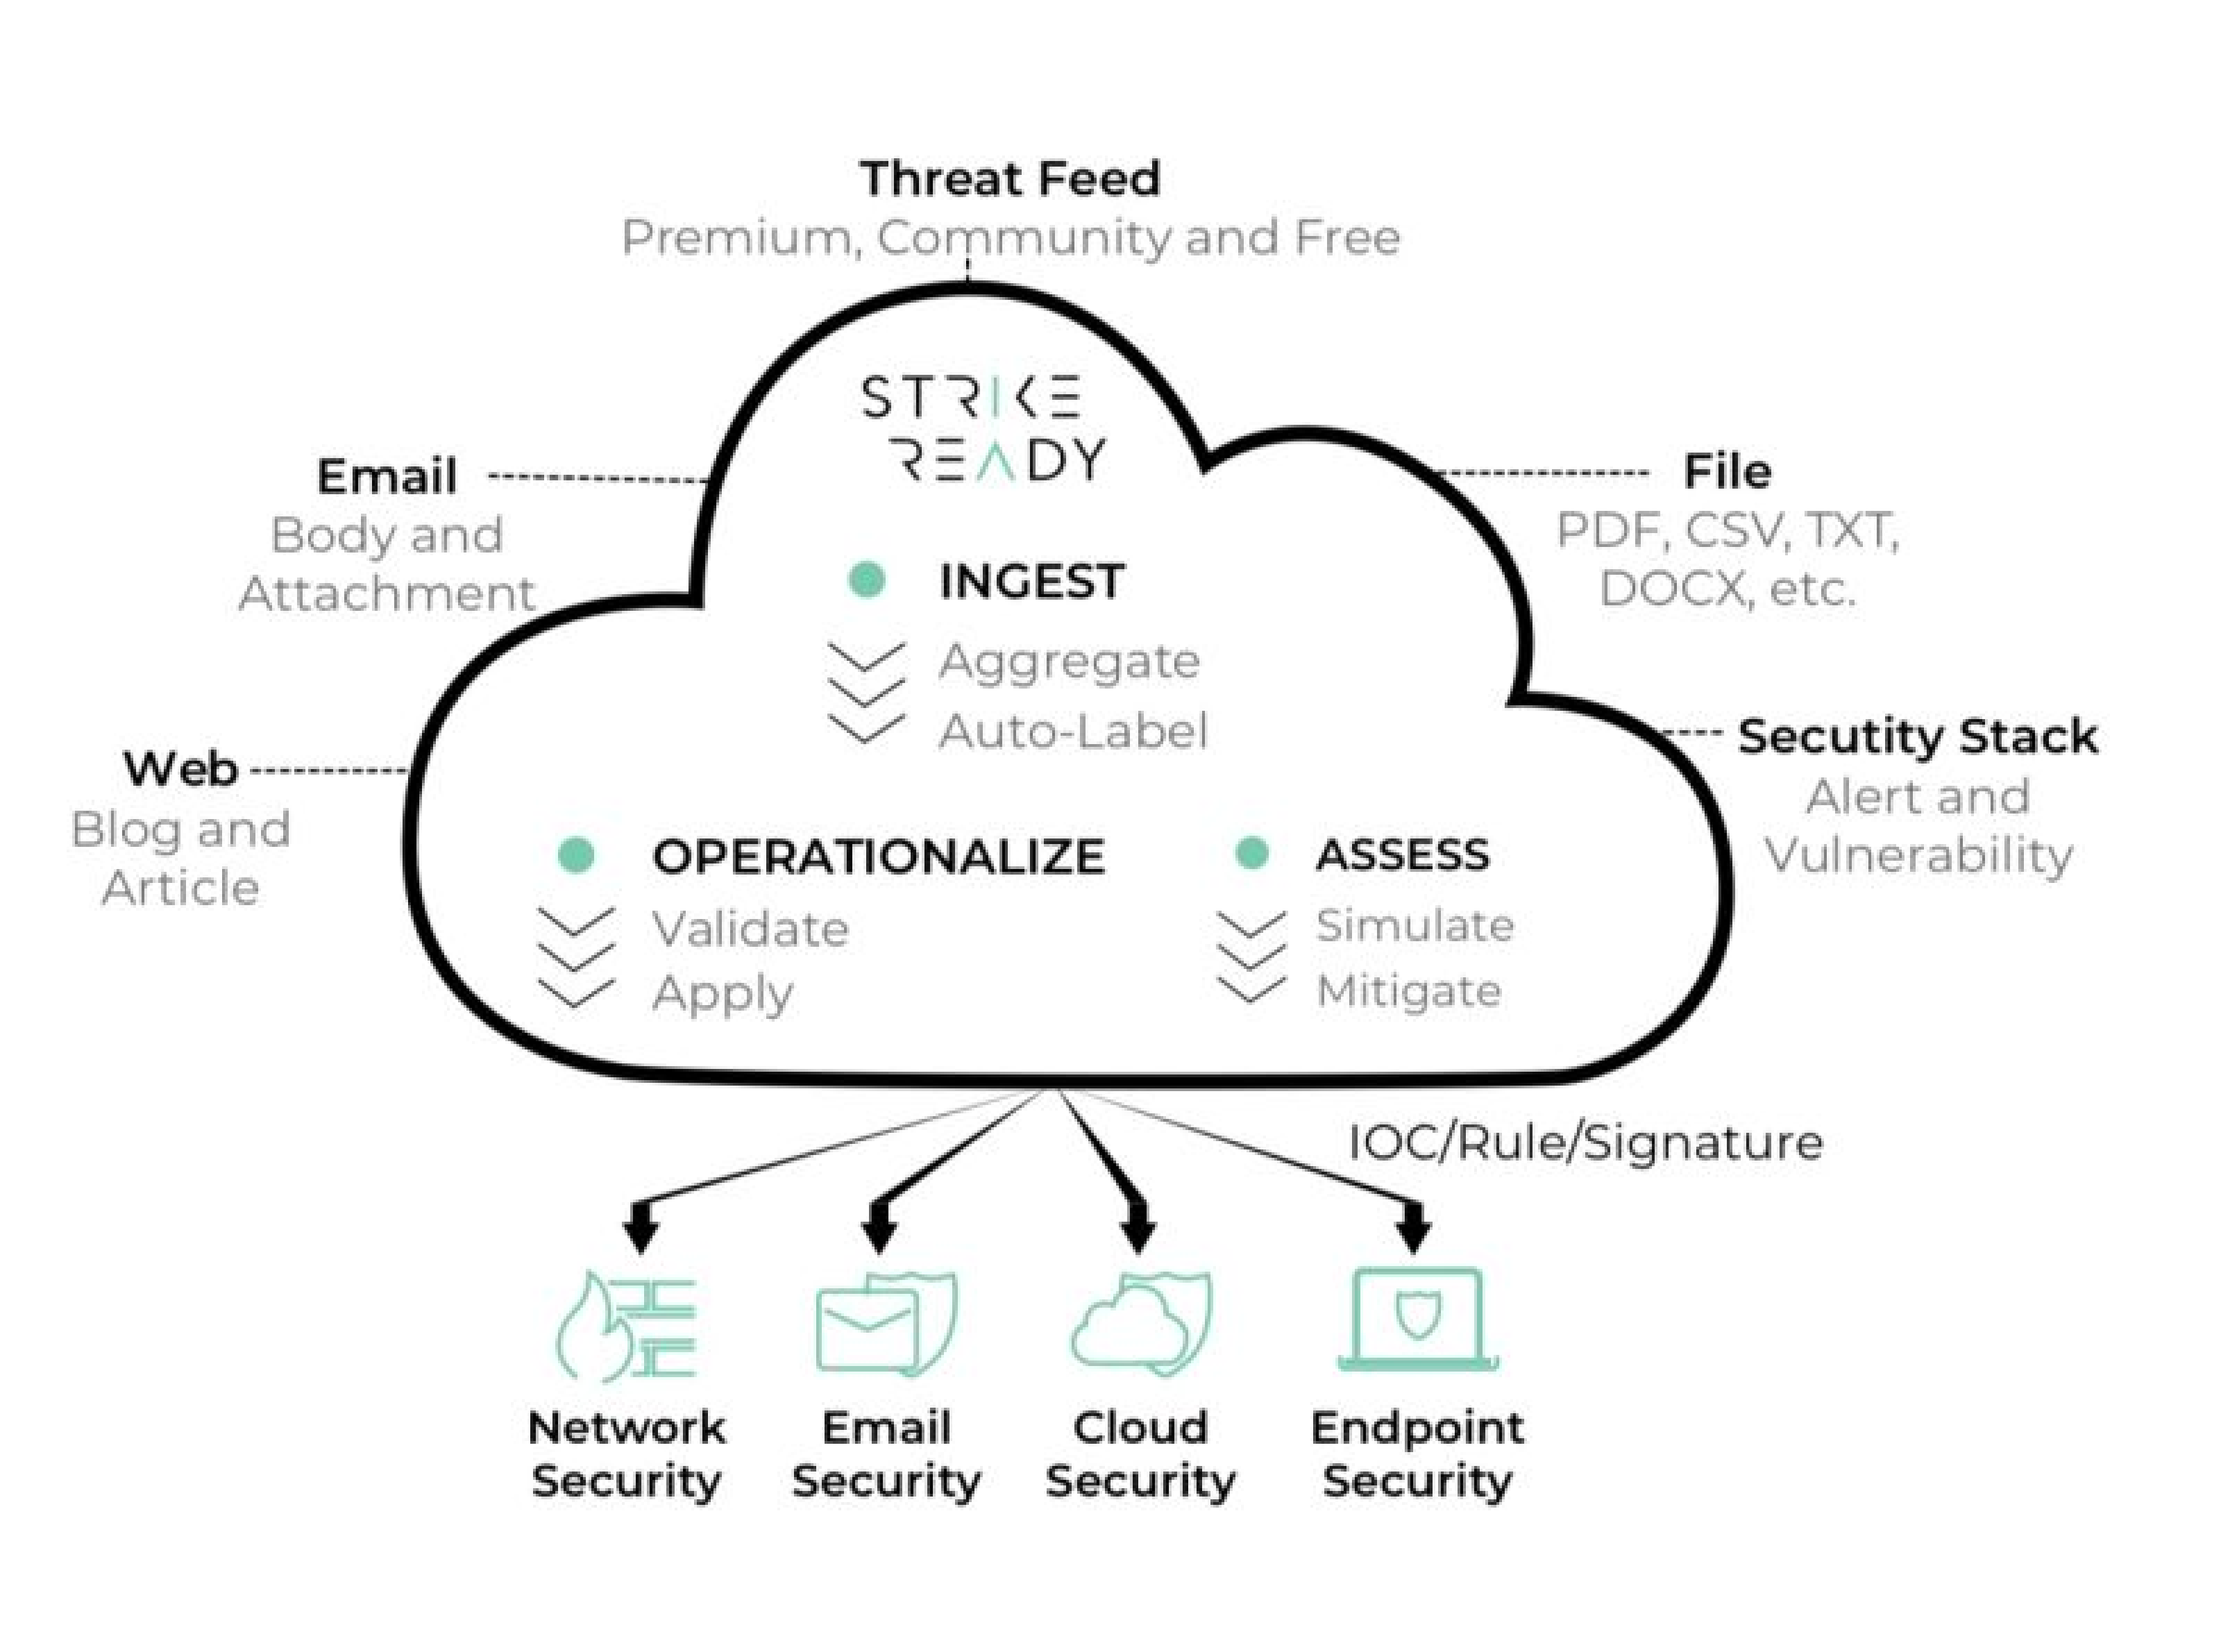 Threat Feed
Premium, Community and Free
STRIKE
READY
Email
Body and
Attachment
File
PDF, CSV, TXT,
DOCX, etc.
INGEST
Aggregate
Auto-Label
Web
Blog and
Article
Secutity Stack
Alert and
Vulnerability
OPERATIONALIZE
Validate
Apply
ASSESS
Simulate
Mitigate
IOC/Rule/Signature
Network
Security
Email
Security
Cloud
Security
Endpoint
Security